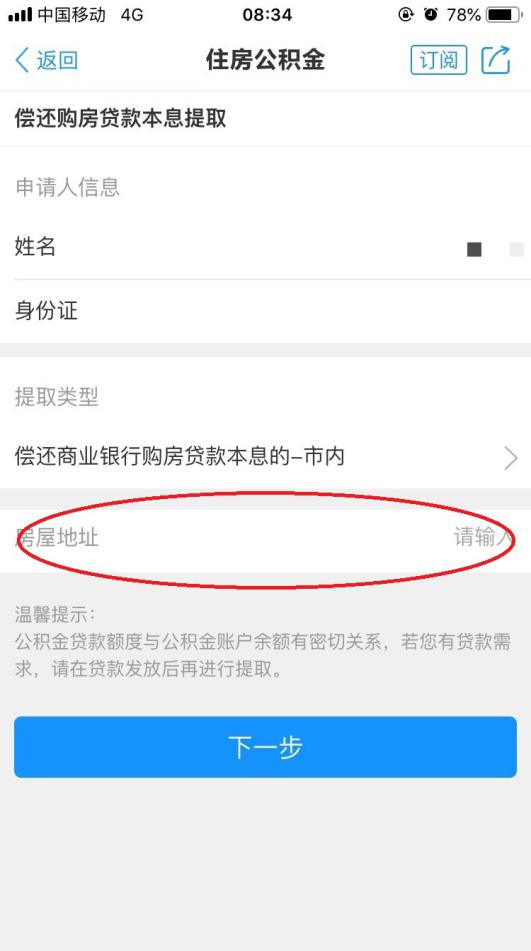 中国移动 4G 08:34 78%
返回 住房公积金 订阅
偿还购房贷款本息提取
申请人信息
姓名
身份证
提取类型
偿还商业银行购房贷款本息的-市内
房屋地址 请输入
温馨提示：
公积金贷款额度与公积金账户余额有密切关系，若您有贷款需
求，请在贷款发放后再进行提取。
下一步